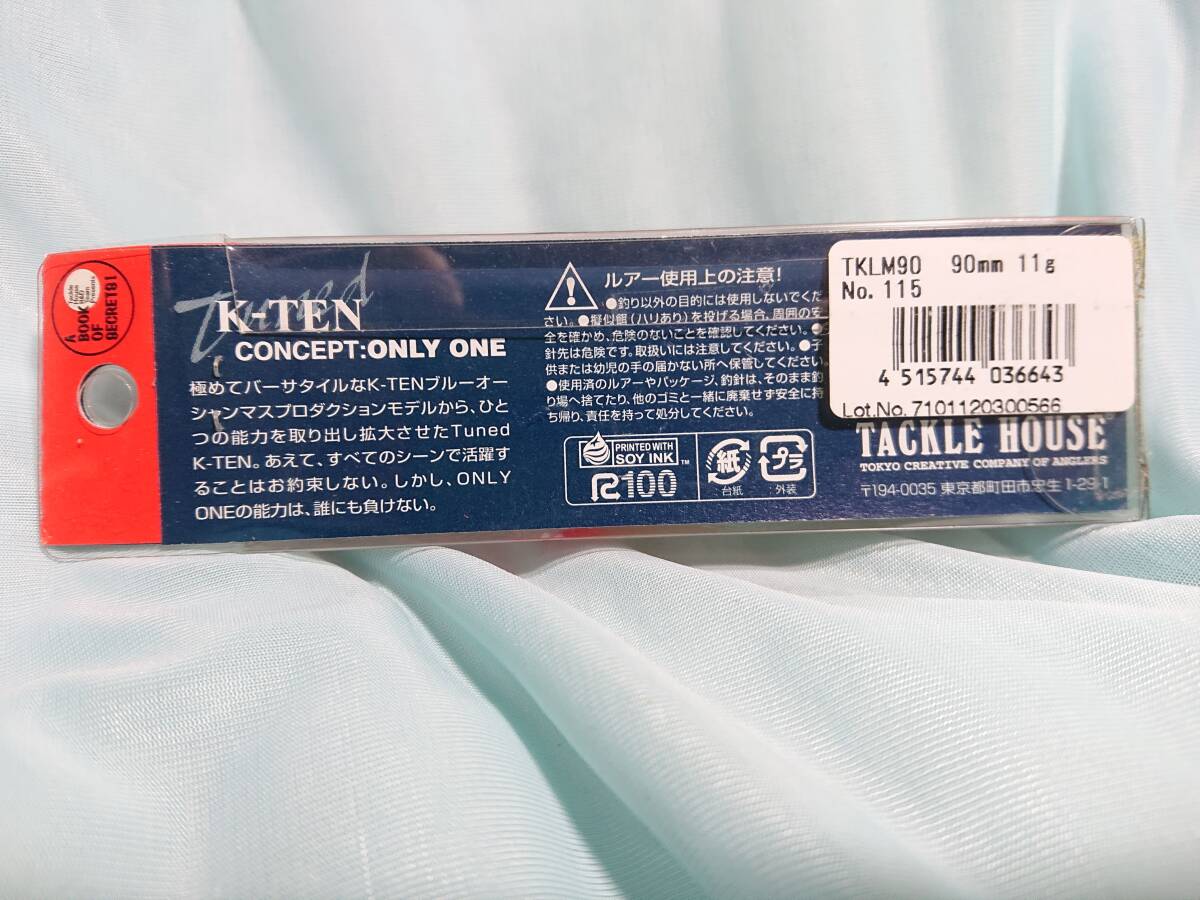 A
BOOK
OF
SECRETS!
Tuned
K-TEN
CONCEPT:ONLY ONE
極めてバーサタイルなK-TENブルーオー
シャンマスプロダクションモデルから、ひと
つの能力を取り出し拡大させたTuned
K-TEN。あえて、すべてのシーンで活躍す
ることはお約束しない。しかし、ONLY
ONEの能力は、誰にも負けない。
ルアー使用上の注意!
●釣り以外の目的には使用しないでくだ
さい。●擬似餌(ハリあり)を投げる場合、周囲の安
全を確かめ、危険のないことを確認してください。●
針先は危険です。取扱いには注意してください。●子
供または幼児の手の届かない所へ保管してください。
●使用済のルアーやパッケージ、釣針は、そのまま釣
り場へ捨てたり、他のゴミと一緒に廃棄せず安全に持
ち帰り、責任を持って処分してください。
PRINTED WITH
SOY INK™
R100
紙
台紙
プラ
外装
TKLM90 90mm 11g
No. 115
4 515744 036643
Lot.No. 7101120300566
TACKLE HOUSE
TOKYO CREATIVE COMPANY OF ANGLERS
〒194-0035 東京都町田市忠生1-29-1